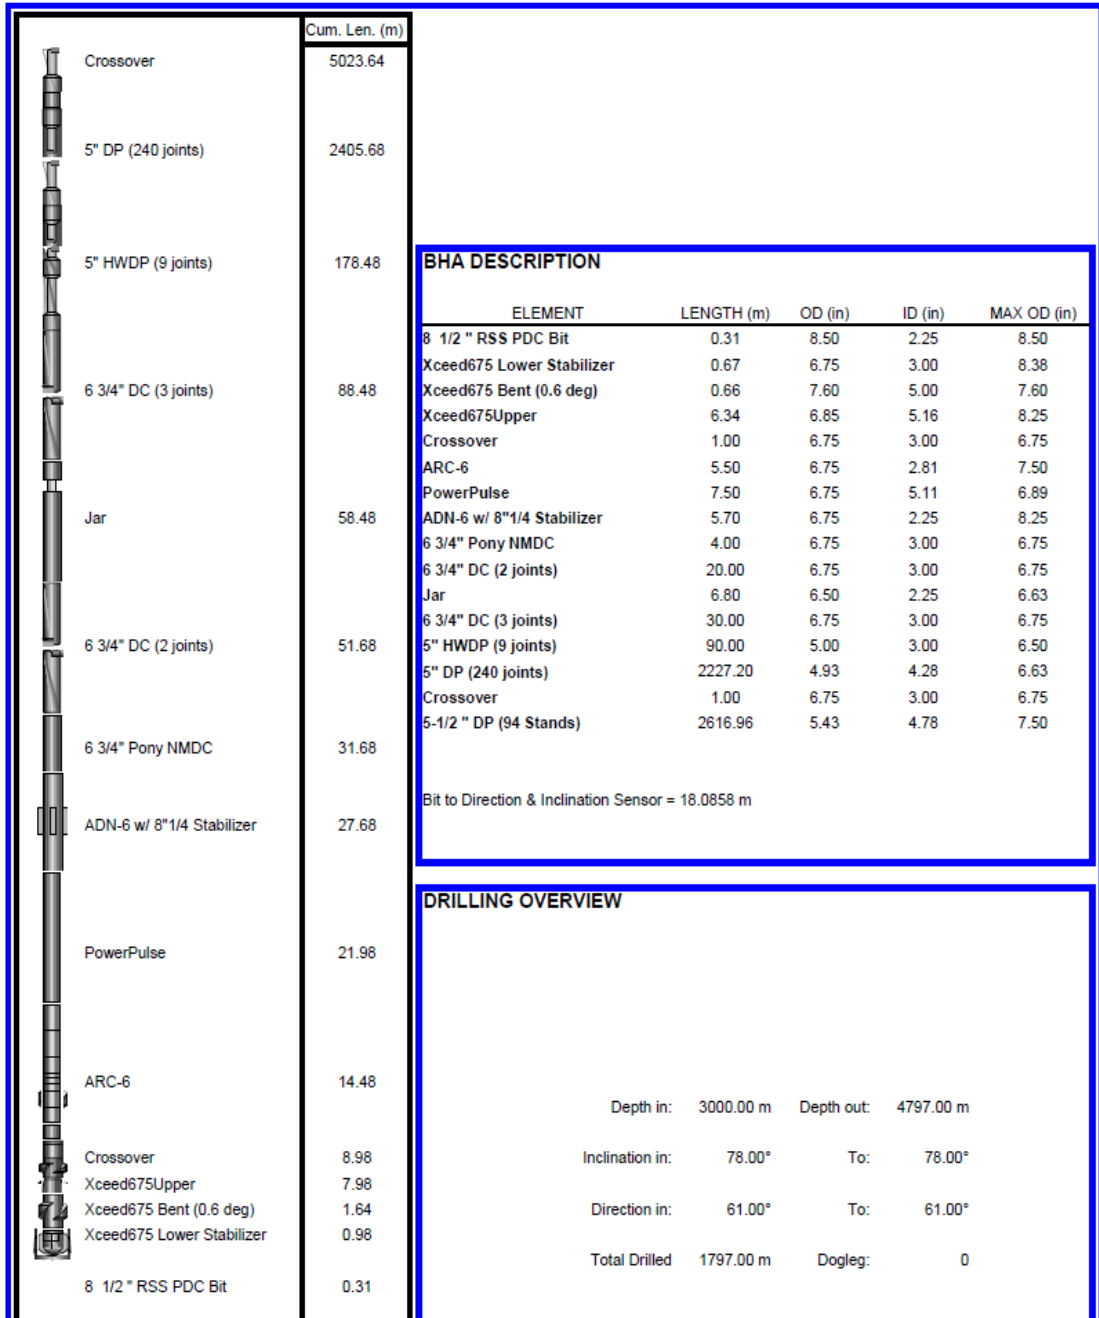 Cum. Len. (m)
Crossover 5023.64
5" DP (240 joints) 2405.68
5" HWDP (9 joints) 178.48
6 3/4" DC (3 joints) 88.48
Jar 58.48
6 3/4" DC (2 joints) 51.68
6 3/4" Pony NMDC 31.68
ADN-6 w/ 8"1/4 Stabilizer 27.68
PowerPulse 21.98
ARC-6 14.48
Crossover 8.98
Xceed675Upper 7.98
Xceed675 Bent (0.6 deg) 1.64
Xceed675 Lower Stabilizer 0.98
8 1/2 " RSS PDC Bit 0.31
BHA DESCRIPTION
ELEMENT LENGTH (m) OD (in) ID (in) MAX OD (in)
8 1/2 " RSS PDC Bit 0.31 8.50 2.25 8.50
Xceed675 Lower Stabilizer 0.67 6.75 3.00 8.38
Xceed675 Bent (0.6 deg) 0.66 7.60 5.00 7.60
Xceed675Upper 6.34 6.85 5.16 8.25
Crossover 1.00 6.75 3.00 6.75
ARC-6 5.50 6.75 2.81 7.50
PowerPulse 7.50 6.75 5.11 6.89
ADN-6 w/ 8"1/4 Stabilizer 5.70 6.75 2.25 8.25
6 3/4" Pony NMDC 4.00 6.75 3.00 6.75
6 3/4" DC (2 joints) 20.00 6.75 3.00 6.75
Jar 6.80 6.50 2.25 6.63
6 3/4" DC (3 joints) 30.00 6.75 3.00 6.75
5" HWDP (9 joints) 90.00 5.00 3.00 6.50
5" DP (240 joints) 2227.20 4.93 4.28 6.63
Crossover 1.00 6.75 3.00 6.75
5-1/2 " DP (94 Stands) 2616.96 5.43 4.78 7.50
Bit to Direction & Inclination Sensor = 18.0858 m
DRILLING OVERVIEW
Depth in: 3000.00 m Depth out: 4797.00 m
Inclination in: 78.00° To: 78.00°
Direction in: 61.00° To: 61.00°
Total Drilled 1797.00 m Dogleg: 0